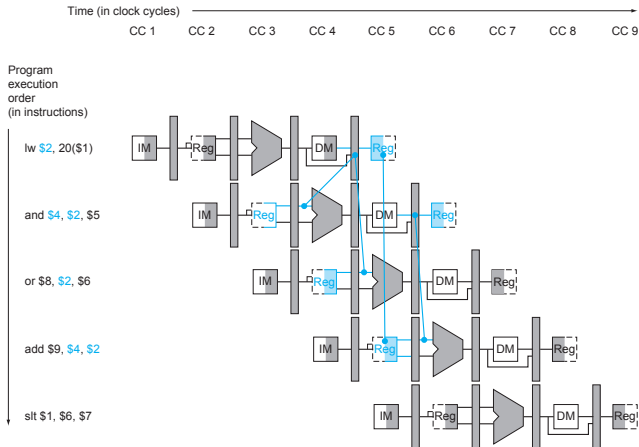 Time (in clock cycles)
CC 1 CC 2 CC 3 CC 4 CC 5 CC 6 CC 7 CC 8 CC 9
Program
execution
order
(in instructions)
lw $2, 20($1) IM Reg DM Reg
and $4, $2, $5 IM Reg DM Reg
or $8, $2, $6 IM Reg DM Reg
add $9, $4, $2 IM Reg DM Reg
slt $1, $6, $7 IM Reg DM Reg